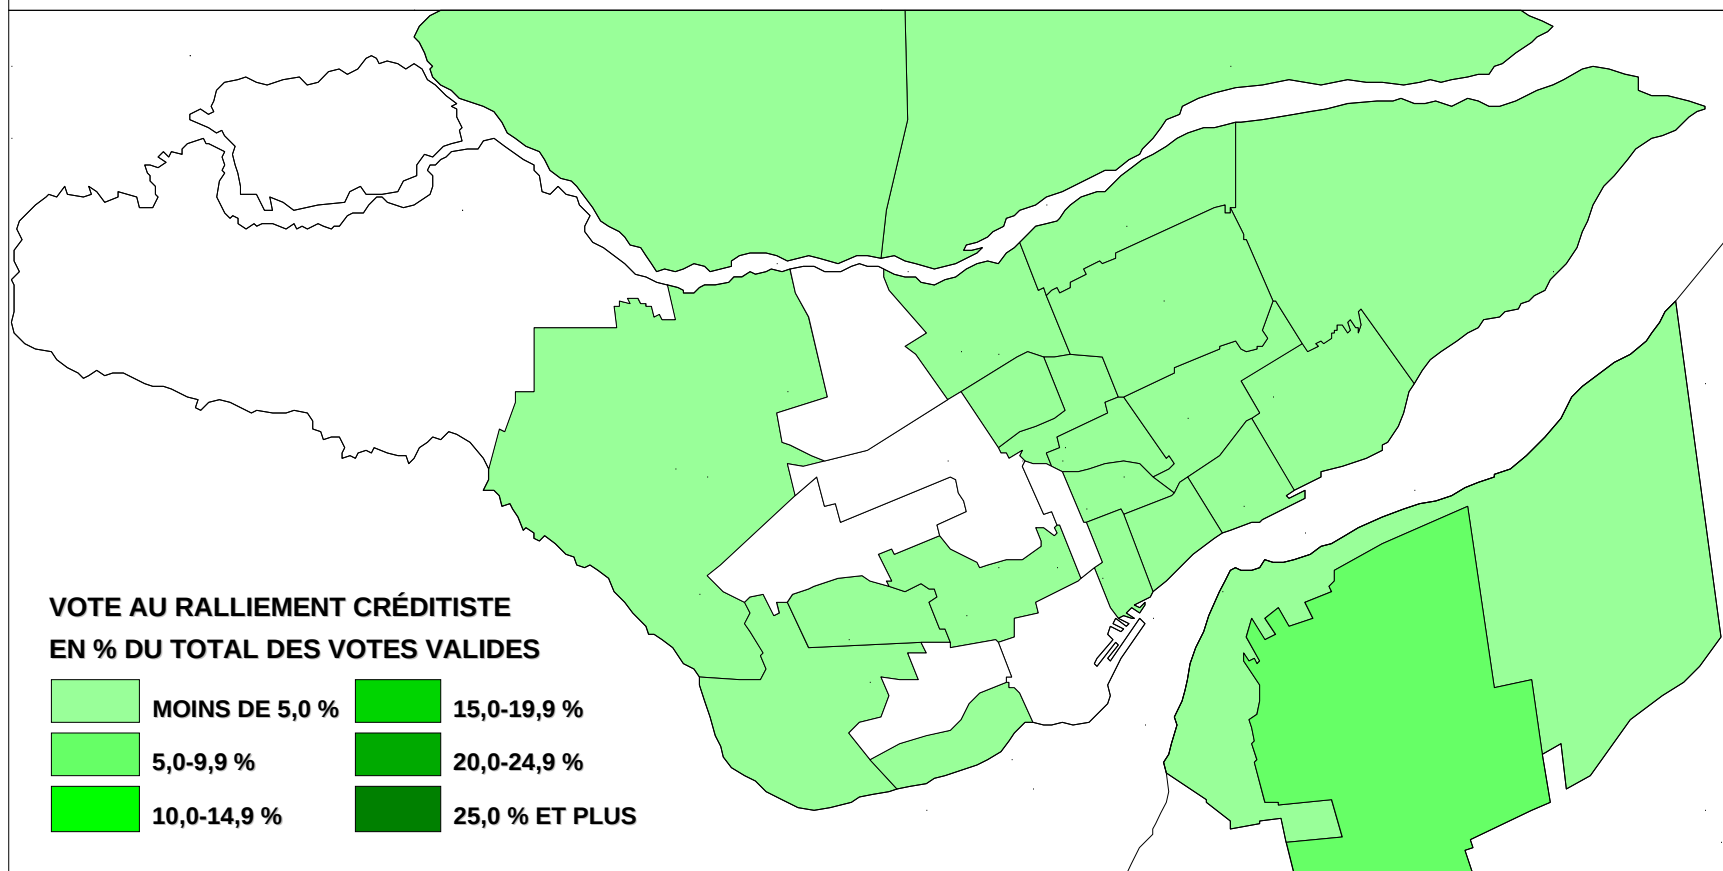 VOTE AU RALLIEMENT CRÉDITISTE
EN % DU TOTAL DES VOTES VALIDES
MOINS DE 5,0 %
5,0-9,9 %
10,0-14,9 %
15,0-19,9 %
20,0-24,9 %
25,0 % ET PLUS